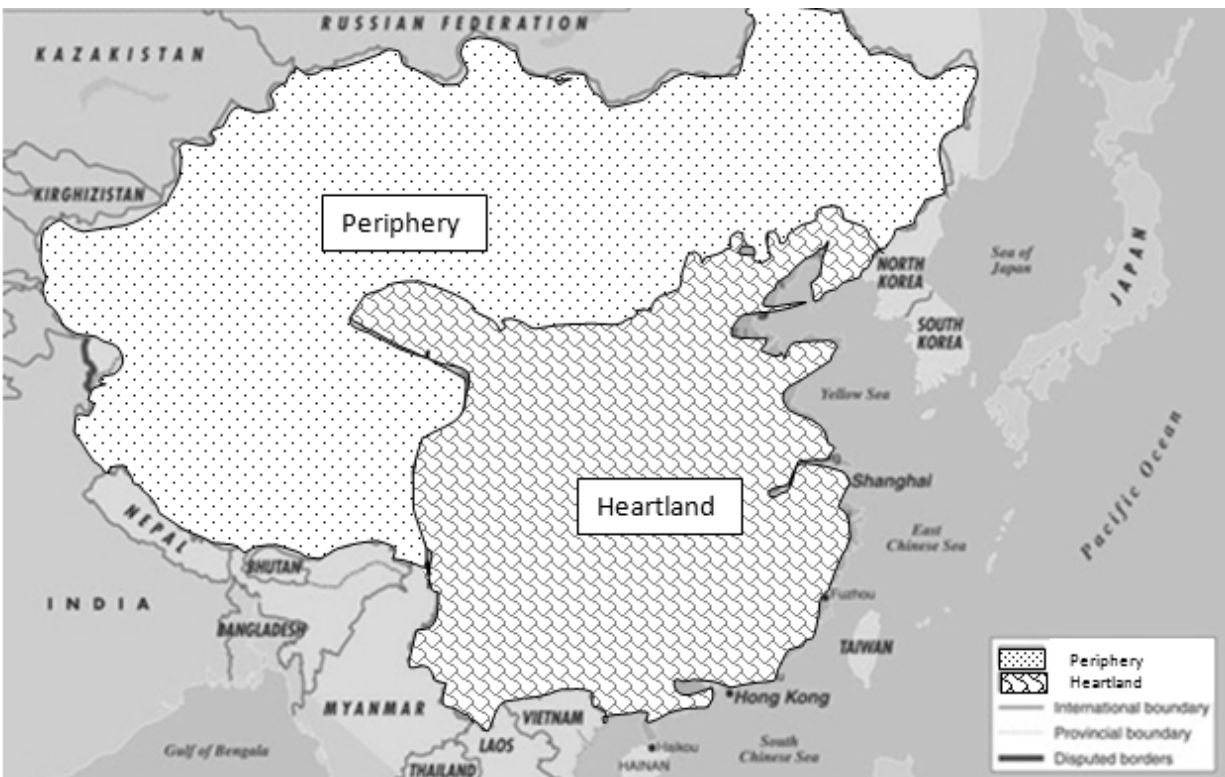 RUSSIAN FEDERATION
KAZAKISTAN
KIRGHIZISTAN
Periphery
NORTH
KOREA
Sea of
Japan
JAPAN
SOUTH
KOREA
Yellow Sea
Shanghai
Heartland
Pacific Ocean
East
Chinese Sea
NEPAL
BHUTAN
INDIA
BANGLADESH
Fuzhou
TAIWAN
MYANMAR
Hong Kong
VIETNAM
LAOS
Gulf of Bengala
Haikou
HAINAN
South
Chinese Sea
THAILAND
Periphery
Heartland
International boundary
Provincial boundary
Disputed borders